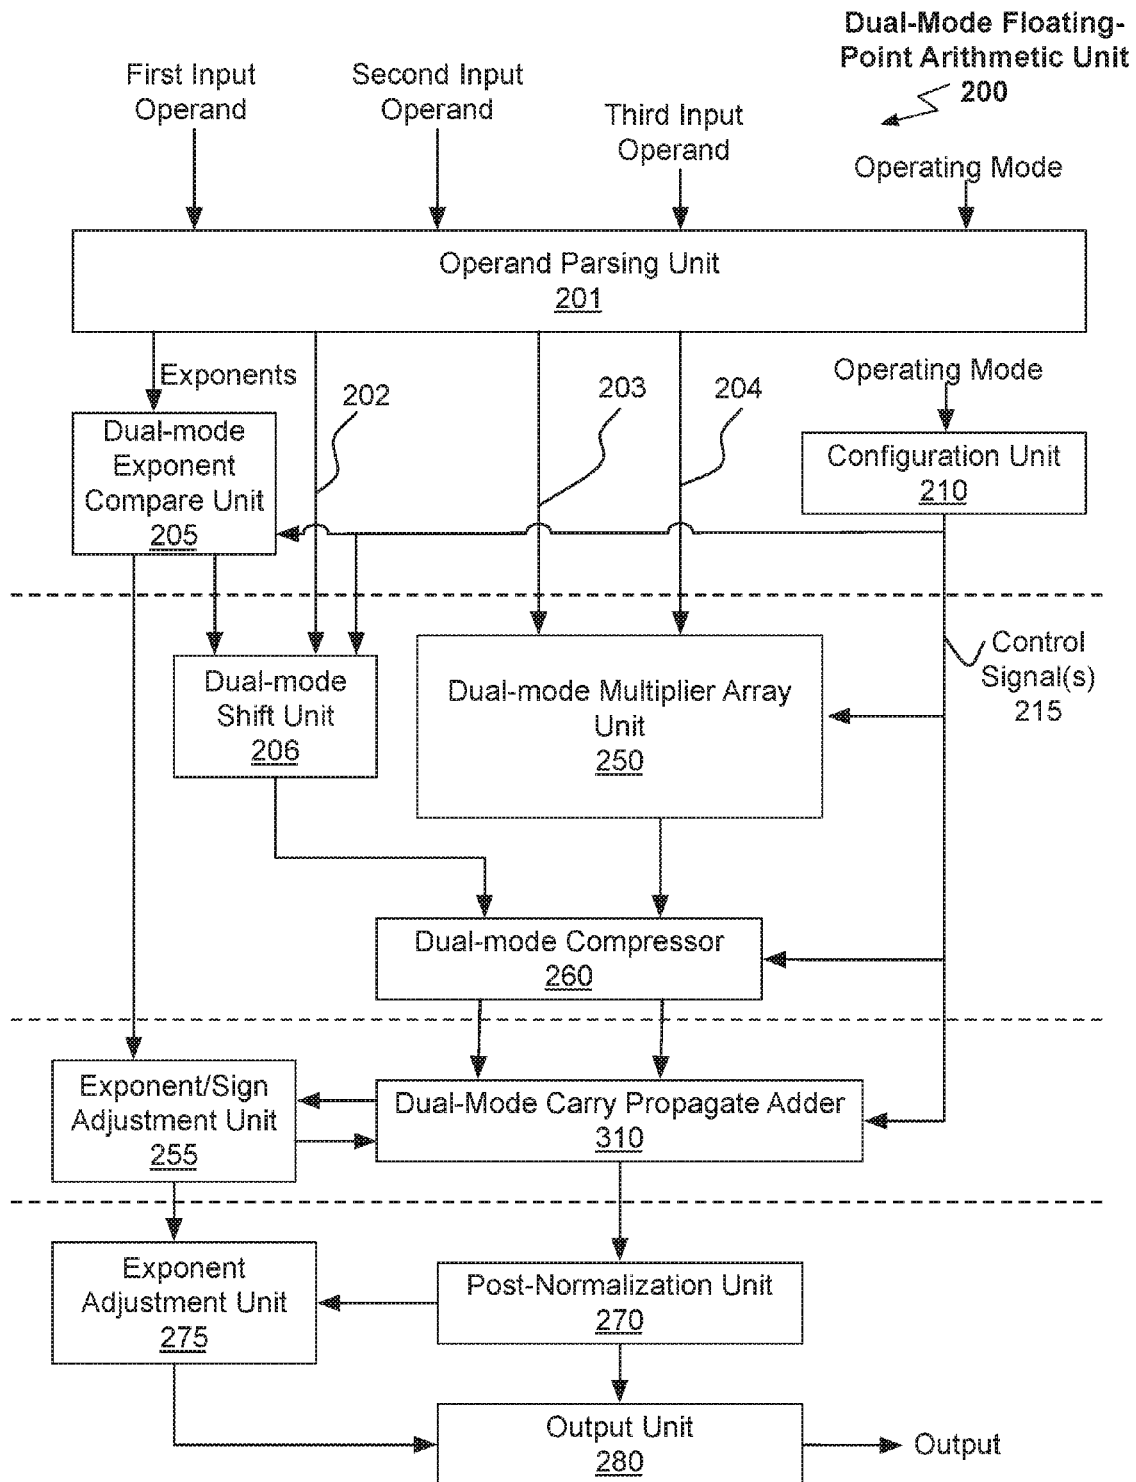 Dual-Mode Floating-
Point Arithmetic Unit
200
First Input
Operand
Second Input
Operand
Third Input
Operand
Operating Mode
Operand Parsing Unit
201
Exponents
202
203
204
Operating Mode
Dual-mode
Exponent
Compare Unit
205
Configuration Unit
210
Dual-mode
Shift Unit
206
Dual-mode Multiplier Array
Unit
250
Control
Signal(s)
215
Dual-mode Compressor
260
Exponent/Sign
Adjustment Unit
255
Dual-Mode Carry Propagate Adder
310
Exponent
Adjustment Unit
275
Post-Normalization Unit
270
Output Unit
280
Output